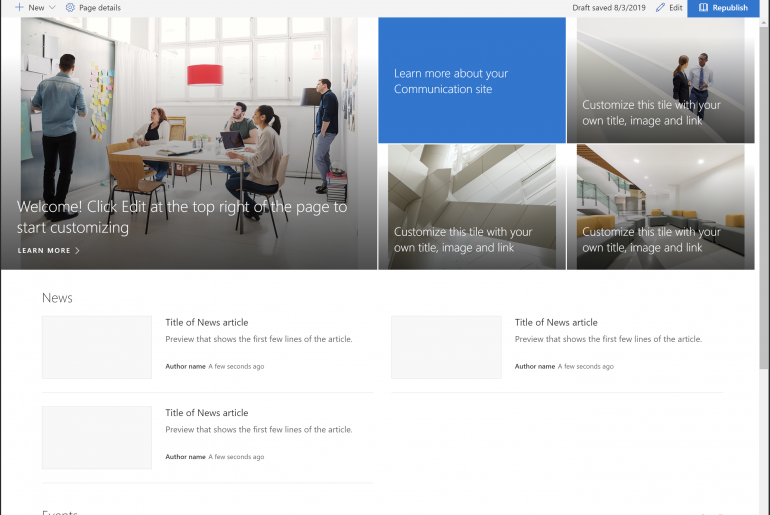 New
Page details
Draft saved 8/3/2019
Edit
Republish
Welcome! Click Edit at the top right of the page to
start customizing
LEARN MORE
Learn more about your
Communication site
Customize this tile with your
own title, image and link
Customize this tile with your
own title, image and link
Customize this tile with your
own title, image and link
News
Title of News article
Preview that shows the first few lines of the article.
Author name A few seconds ago
Title of News article
Preview that shows the first few lines of the article.
Author name A few seconds ago
Title of News article
Preview that shows the first few lines of the article.
Author name A few seconds ago
Events